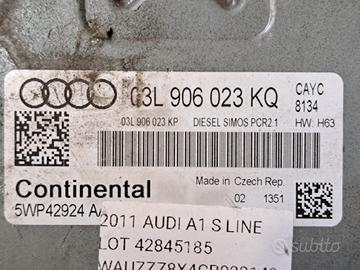 03L 906 023 KQ
CAYC
8134
03L 906 023 KP DIESEL SIMOS PCR2.1 HW: H63
Continental
Made in Czech Rep.
5WP42924
02 1351
2011 AUDI A1 S LINE
LOT 42845185
subito